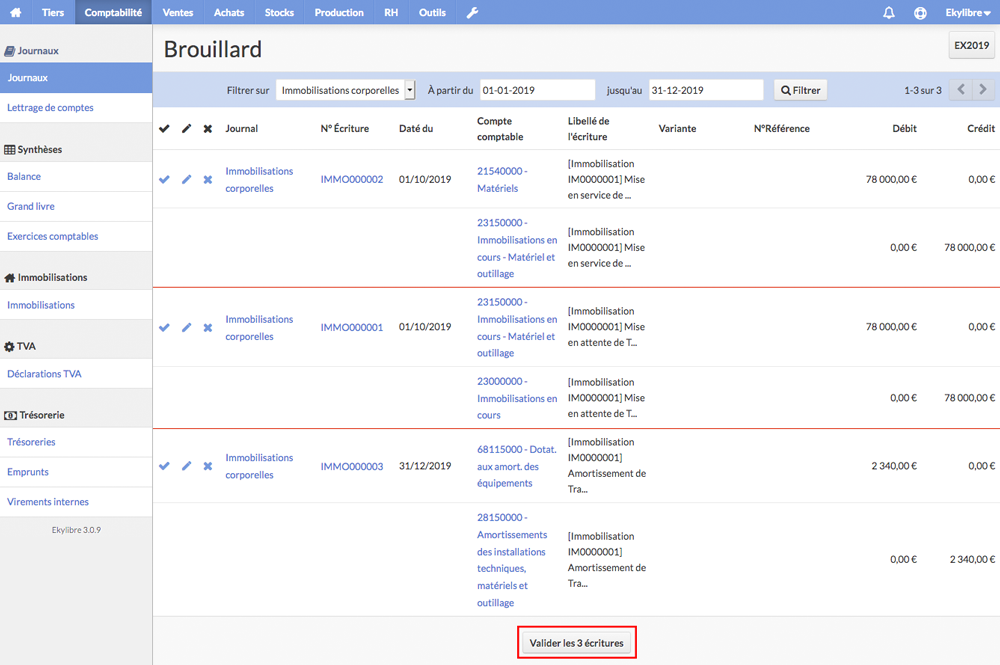 Tiers Comptabilité Ventes Achats Stocks Production RH Outils Ekylibre
Journaux
Journaux
Lettrage de comptes
Synthèses
Balance
Grand livre
Exercices comptables
Immobilisations
Immobilisations
TVA
Déclarations TVA
Trésorerie
Trésoreries
Emprunts
Virements internes
Ekylibre 3.0.9
Brouillard
EX2019
Filtrer sur Immobilisations corporelles À partir du 01-01-2019 jusqu'au 31-12-2019 Filtrer 1-3 sur 3
Journal N° Écriture Daté du Compte comptable Libellé de l'écriture Variante N°Référence Débit Crédit
Immobilisations corporelles IMMO000002 01/10/2019 21540000 - Matériels [Immobilisation IM0000001] Mise en service de ... 78 000,00 € 0,00 €
23150000 - Immobilisations en cours - Matériel et outillage [Immobilisation IM0000001] Mise en service de ... 0,00 € 78 000,00 €
Immobilisations corporelles IMMO000001 01/10/2019 23150000 - Immobilisations en cours - Matériel et outillage [Immobilisation IM0000001] Mise en attente de T... 78 000,00 € 0,00 €
23000000 - Immobilisations en cours [Immobilisation IM0000001] Mise en attente de T... 0,00 € 78 000,00 €
Immobilisations corporelles IMMO000003 31/12/2019 68115000 - Dotat. aux amort. des équipements [Immobilisation IM0000001] Amortissement de Tra... 2 340,00 € 0,00 €
28150000 - Amortissements des installations techniques, matériels et outillage [Immobilisation IM0000001] Amortissement de Tra... 0,00 € 2 340,00 €
Valider les 3 écritures